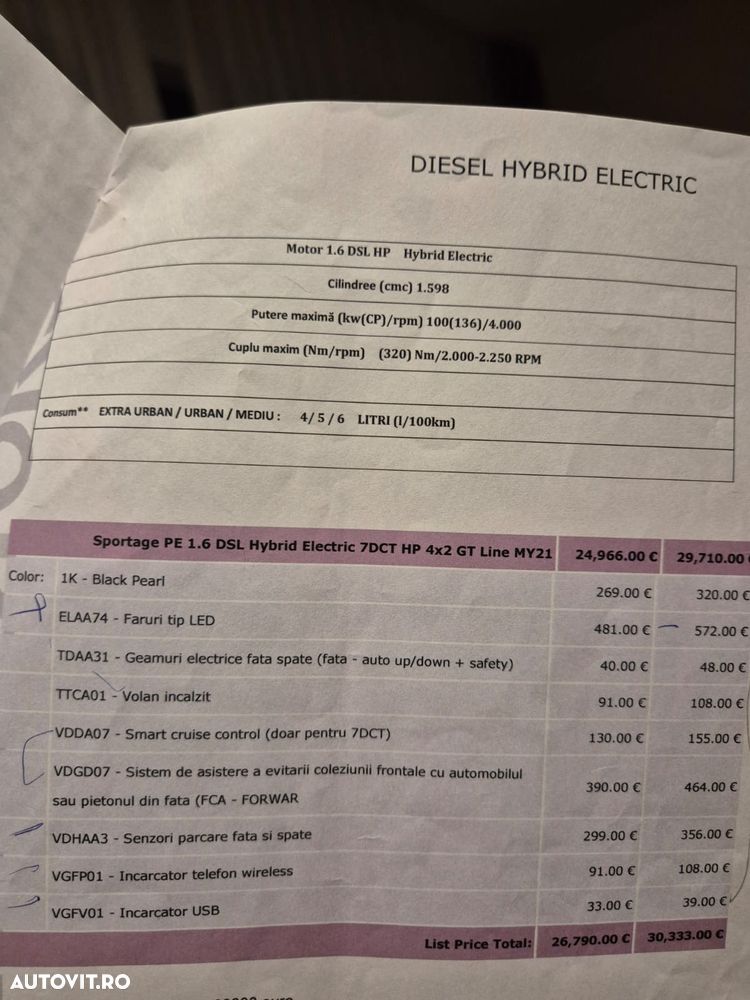 DIESEL HYBRID ELECTRIC
Motor 1.6 DSL HP Hybrid Electric
Cilindree (cmc) 1.598
Putere maximă (kw(CP)/rpm) 100(136)/4.000
Cuplu maxim (Nm/rpm) (320) Nm/2.000-2.250 RPM
Consum** EXTRA URBAN / URBAN / MEDIU : 4/ 5 / 6 LITRI (l/100km)
Sportage PE 1.6 DSL Hybrid Electric 7DCT HP 4x2 GT Line MY21 24,966.00 € 29,710.00
Color: 1K - Black Pearl 269.00 € 320.00 €
ELAA74 - Faruri tip LED 481.00 € 572.00 €
TDAA31 - Geamuri electrice fata spate (fata - auto up/down + safety) 40.00 € 48.00 €
TTCA01 - Volan incalzit 91.00 € 108.00 €
VDDA07 - Smart cruise control (doar pentru 7DCT) 130.00 € 155.00 €
VDGD07 - Sistem de asistere a evitarii coleziunii frontale cu automobilul
sau pietonul din fata (FCA - FORWAR 390.00 € 464.00 €
VDHAA3 - Senzori parcare fata si spate 299.00 € 356.00 €
VGFP01 - Incarcator telefon wireless 91.00 € 108.00 €
VGFV01 - Incarcator USB 33.00 € 39.00 €
List Price Total: 26,790.00 € 30,333.00 €
AUTOVIT.RO